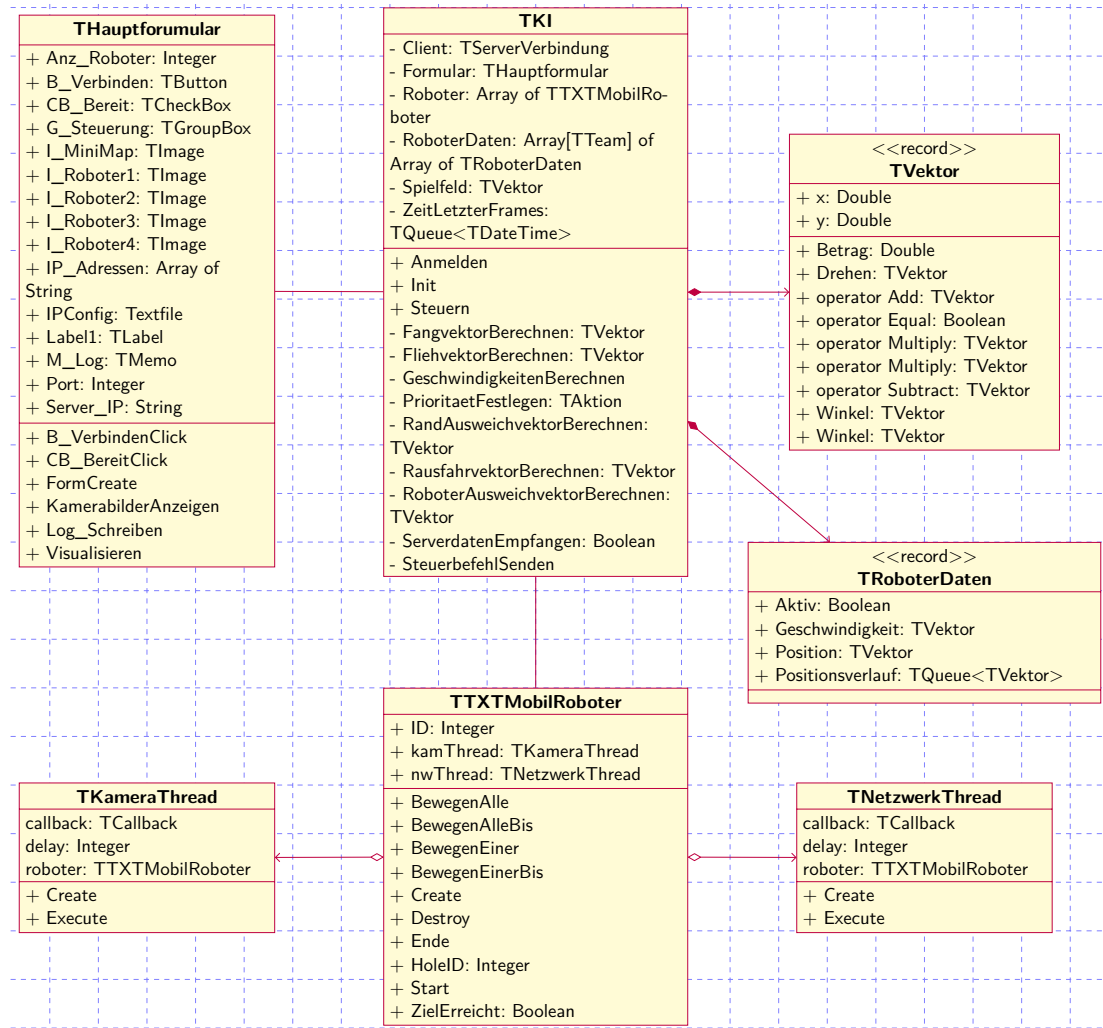 THauptforumular
+ Anz_Roboter: Integer
+ B_Verbinden: TButton
+ CB_Bereit: TCheckBox
+ G_Steuerung: TGroupBox
+ I_MiniMap: TImage
+ I_Roboter1: TImage
+ I_Roboter2: TImage
+ I_Roboter3: TImage
+ I_Roboter4: TImage
+ IP_Adressen: Array of
String
+ IPConfig: Textfile
+ Label1: TLabel
+ M_Log: TMemo
+ Port: Integer
+ Server_IP: String
+ B_VerbindenClick
+ CB_BereitClick
+ FormCreate
+ KamerabilderAnzeigen
+ Log_Schreiben
+ Visualisieren
TKI
- Client: TServerVerbindung
- Formular: THauptformular
- Roboter: Array of TTXTMobilRo-
boter
- RoboterDaten: Array[TTeam] of
Array of TRoboterDaten
- Spielfeld: TVektor
- ZeitLetzterFrames:
TQueue<TDateTime>
+ Anmelden
+ Init
+ Steuern
- FangvektorBerechnen: TVektor
- FliehvektorBerechnen: TVektor
- GeschwindigkeitenBerechnen
- PrioritaetFestlegen: TAktion
- RandAusweichvektorBerechnen:
TVektor
- RausfahrvektorBerechnen: TVektor
- RoboterAusweichvektorBerechnen:
TVektor
- ServerdatenEmpfangen: Boolean
- SteuerbefehlSenden
<<record>>
TVektor
+ x: Double
+ y: Double
+ Betrag: Double
+ Drehen: TVektor
+ operator Add: TVektor
+ operator Equal: Boolean
+ operator Multiply: TVektor
+ operator Multiply: TVektor
+ operator Subtract: TVektor
+ Winkel: TVektor
+ Winkel: TVektor
<<record>>
TRoboterDaten
+ Aktiv: Boolean
+ Geschwindigkeit: TVektor
+ Position: TVektor
+ Positionsverlauf: TQueue<TVektor>
TTXTMobilRoboter
+ ID: Integer
+ kamThread: TKameraThread
+ nwThread: TNetzwerkThread
+ BewegenAlle
+ BewegenAlleBis
+ BewegenEiner
+ BewegenEinerBis
+ Create
+ Destroy
+ Ende
+ HoleID: Integer
+ Start
+ ZielErreicht: Boolean
TKameraThread
callback: TCallback
delay: Integer
roboter: TTXTMobilRoboter
+ Create
+ Execute
TNetzwerkThread
callback: TCallback
delay: Integer
roboter: TTXTMobilRoboter
+ Create
+ Execute